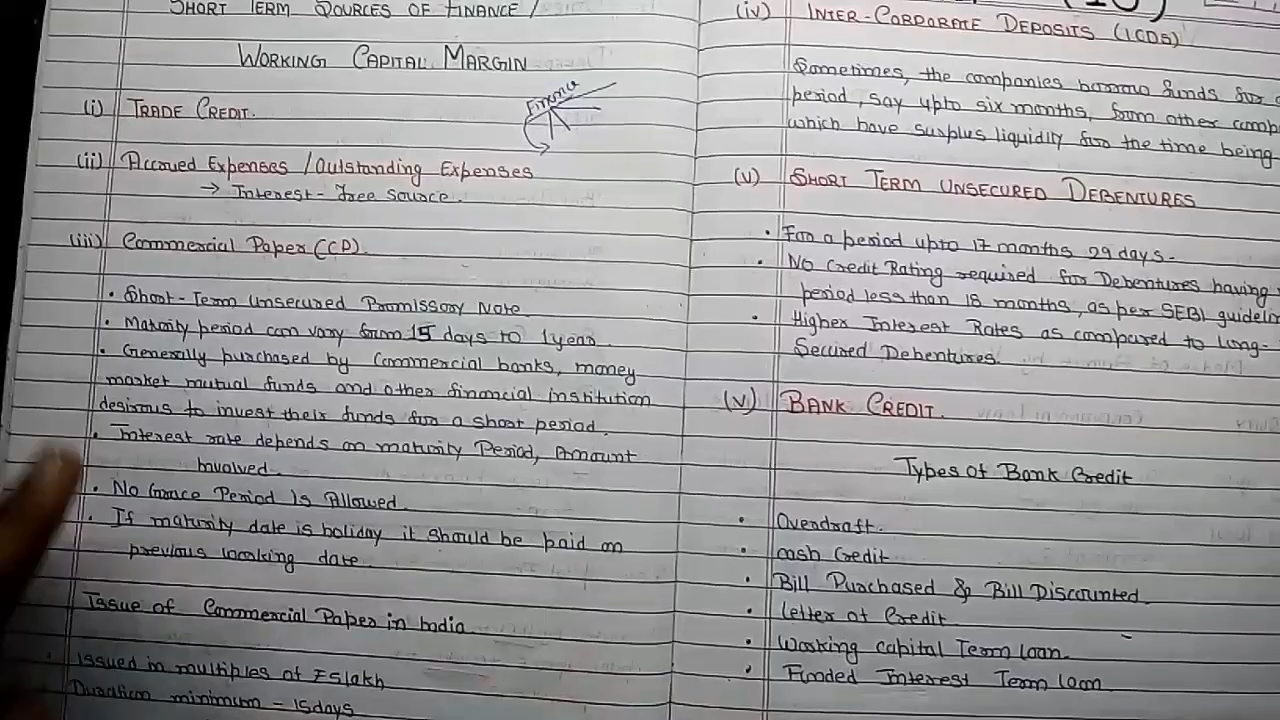 SHORT TERM SOURCES OF FINANCE /
WORKING CAPITAL MARGIN
Finance
(i) TRADE CREDIT.
(ii) Accrued Expenses / Outstanding Expenses
→ Interest-free source.
(iii) Commercial Paper (CP).
• Short-Term Unsecured Promissory Note
• Maturity period can vary from 15 days to 1 year.
• Generally purchased by Commercial banks, money
market mutual funds and other financial institution
desirous to invest their funds for a short period.
• Interest rate depends on maturity Period, Amount
Involved.
• No Grace Period Is Allowed.
• If maturity date is holiday it should be paid on
previous working date.
Issue of Commercial Paper in India
• Issued in multiples of ₹5lakh
Duration minimum - 15days
(iv) INTER-CORPORATE DEPOSITS (ICDS)
Sometimes, the companies borrow funds for
period, say upto six months, from other comp
which have surplus liquidity for the time being
(v) SHORT TERM UNSECURED DEBENTURES
• For a period upto 17 months 29 days.
• No Credit Rating required for Debentures having
period less than 18 months, as per SEBI guidel
• Higher Interest Rates as compared to long-
Secured Debentures.
(v) BANK CREDIT.
Types of Bank Credit
• Overdraft.
• Cash Credit
• Bill Purchased & Bill Discounted.
• Letter of Credit
• Working Capital Term loan.
• Funded Interest Term loan